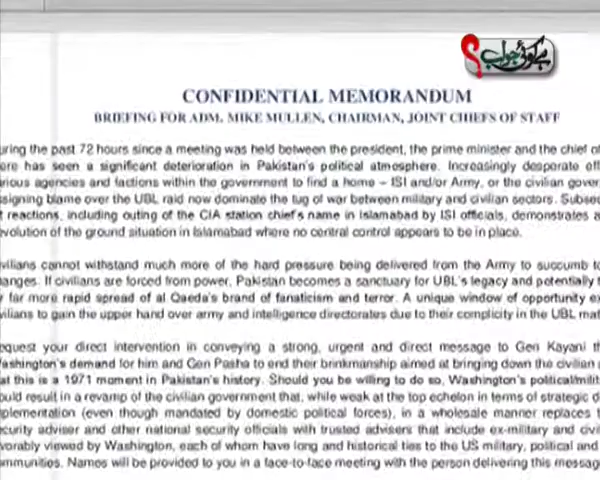 ہے کوئی جواب؟
CONFIDENTIAL MEMORANDUM
BRIEFING FOR ADM. MIKE MULLEN, CHAIRMAN, JOINT CHIEFS OF STAFF
uring the past 72 hours since a meeting was held between the president, the prime minister and the chief of
ere has seen a significant deterioration in Pakistan's political atmosphere. Increasingly desperate eff
rious agencies and factions within the government to find a home – ISI and/or Army, or the civilian gover
signing blame over the UBL raid now dominate the tug of war between military and civilian sectors. Subsec
t reactions, including outing of the CIA station chief's name in Islamabad by ISI officials, demonstrates a
evolution of the ground situation in Islamabad where no central control appears to be in place.
vilians cannot withstand much more of the hard pressure being delivered from the Army to succumb to
anges. If civilians are forced from power, Pakistan becomes a sanctuary for UBL's legacy and potentially t
far more rapid spread of al Qaeda's brand of fanaticism and terror. A unique window of opportunity ex
vilians to gain the upper hand over army and intelligence directorates due to their complicity in the UBL mat
equest your direct intervention in conveying a strong, urgent and direct message to Gen Kayani th
ashington's demand for him and Gen Pasha to end their brinkmanship aimed at bringing down the civilian
at this is a 1971 moment in Pakistan's history. Should you be willing to do so, Washington's political/milit
ould result in a revamp of the civilian government that, while weak at the top echelon in terms of strategic d
plementation (even though mandated by domestic political forces), in a wholesale manner replaces t
curity adviser and other national security officials with trusted advisers that include ex-military and civi
vorably viewed by Washington, each of whom have long and historical ties to the US military, political and
mmunities. Names will be provided to you in a face-to-face meeting with the person delivering this messag